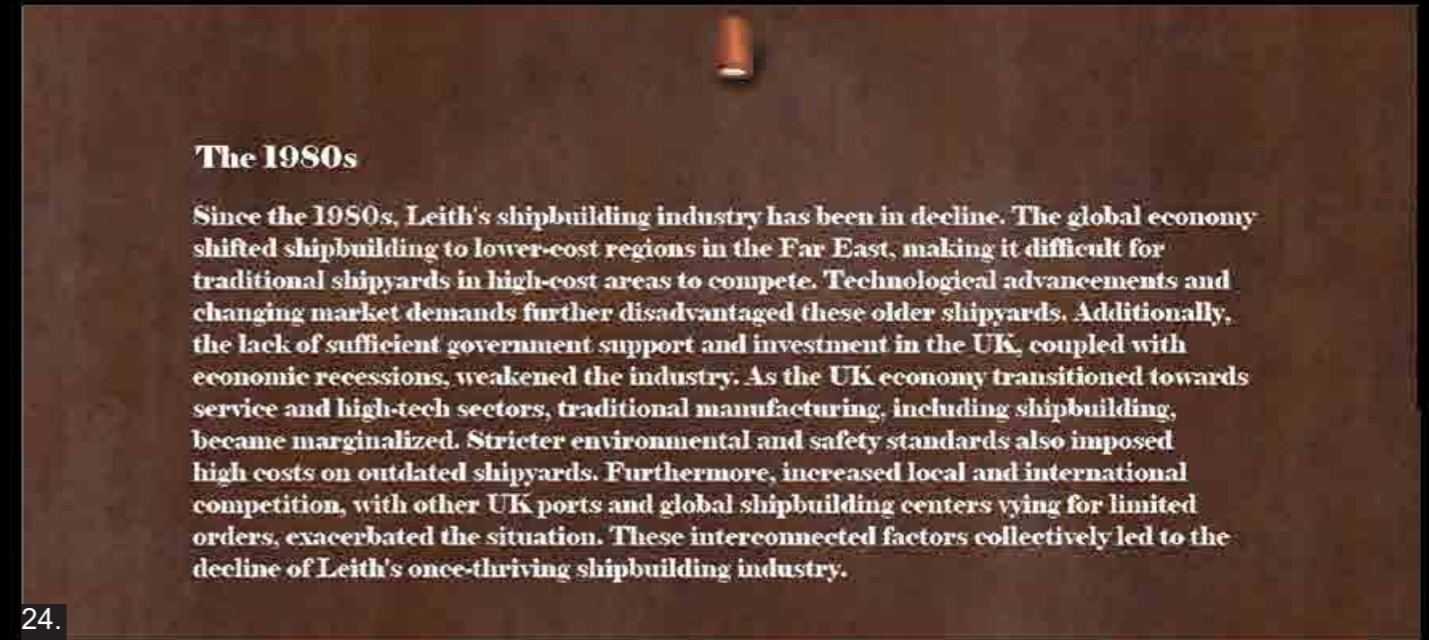 The 1980s
Since the 1980s, Leith's shipbuilding industry has been in decline. The global economy
shifted shipbuilding to lower-cost regions in the Far East, making it difficult for
traditional shipyards in high-cost areas to compete. Technological advancements and
changing market demands further disadvantaged these older shipyards. Additionally,
the lack of sufficient government support and investment in the UK, coupled with
economic recessions, weakened the industry. As the UK economy transitioned towards
service and high-tech sectors, traditional manufacturing, including shipbuilding,
became marginalized. Stricter environmental and safety standards also imposed
high costs on outdated shipyards. Furthermore, increased local and international
competition, with other UK ports and global shipbuilding centers vying for limited
orders, exacerbated the situation. These interconnected factors collectively led to the
decline of Leith's once-thriving shipbuilding industry.
24.